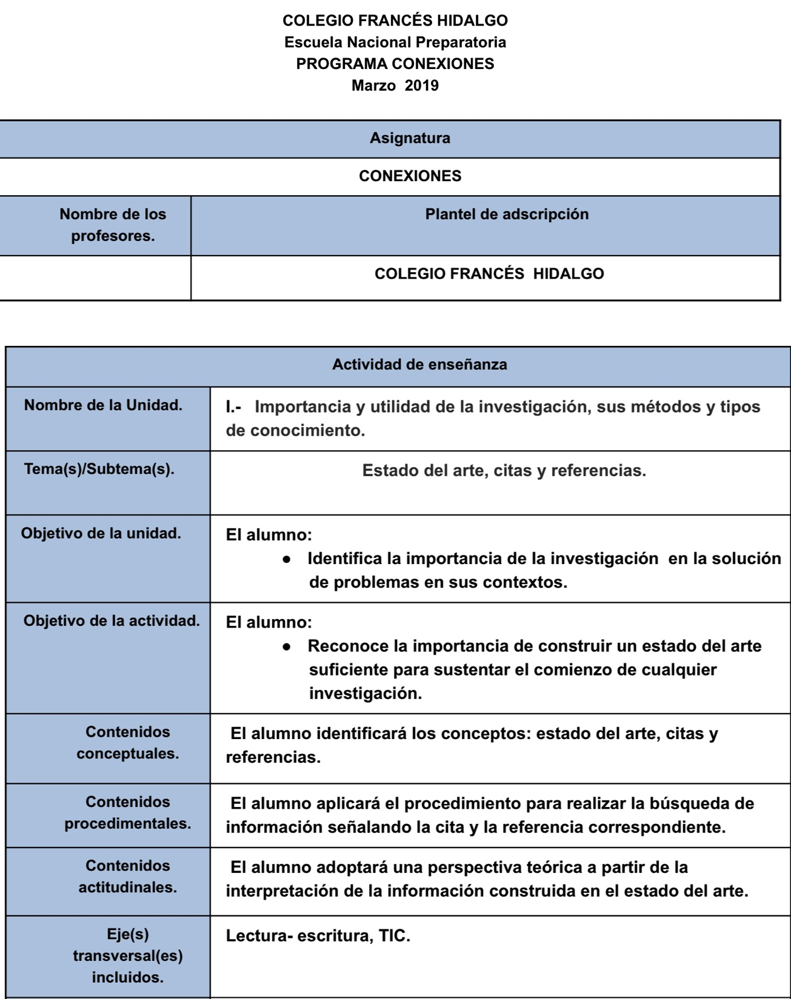 COLEGIO FRANCÉS HIDALGO
Escuela Nacional Preparatoria
PROGRAMA CONEXIONES
Marzo  2019
Asignatura
CONEXIONES
Nombre de los
profesores.
Plantel de adscripción
COLEGIO FRANCÉS  HIDALGO
Actividad de enseñanza
Nombre de la Unidad.
I.-   Importancia y utilidad de la investigación, sus métodos y tipos
de conocimiento.
Tema(s)/Subtema(s).
Estado del arte, citas y referencias.
Objetivo de la unidad.
El alumno:
● Identifica la importancia de la investigación  en la solución
de problemas en sus contextos.
Objetivo de la actividad.
El alumno:
● Reconoce la importancia de construir un estado del arte
suficiente para sustentar el comienzo de cualquier
investigación.
Contenidos
conceptuales.
El alumno identificará los conceptos: estado del arte, citas y
referencias.
Contenidos
procedimentales.
El alumno aplicará el procedimiento para realizar la búsqueda de
información señalando la cita y la referencia correspondiente.
Contenidos
actitudinales.
El alumno adoptará una perspectiva teórica a partir de la
interpretación de la información construida en el estado del arte.
Eje(s)
transversal(es)
incluidos.
Lectura- escritura, TIC.